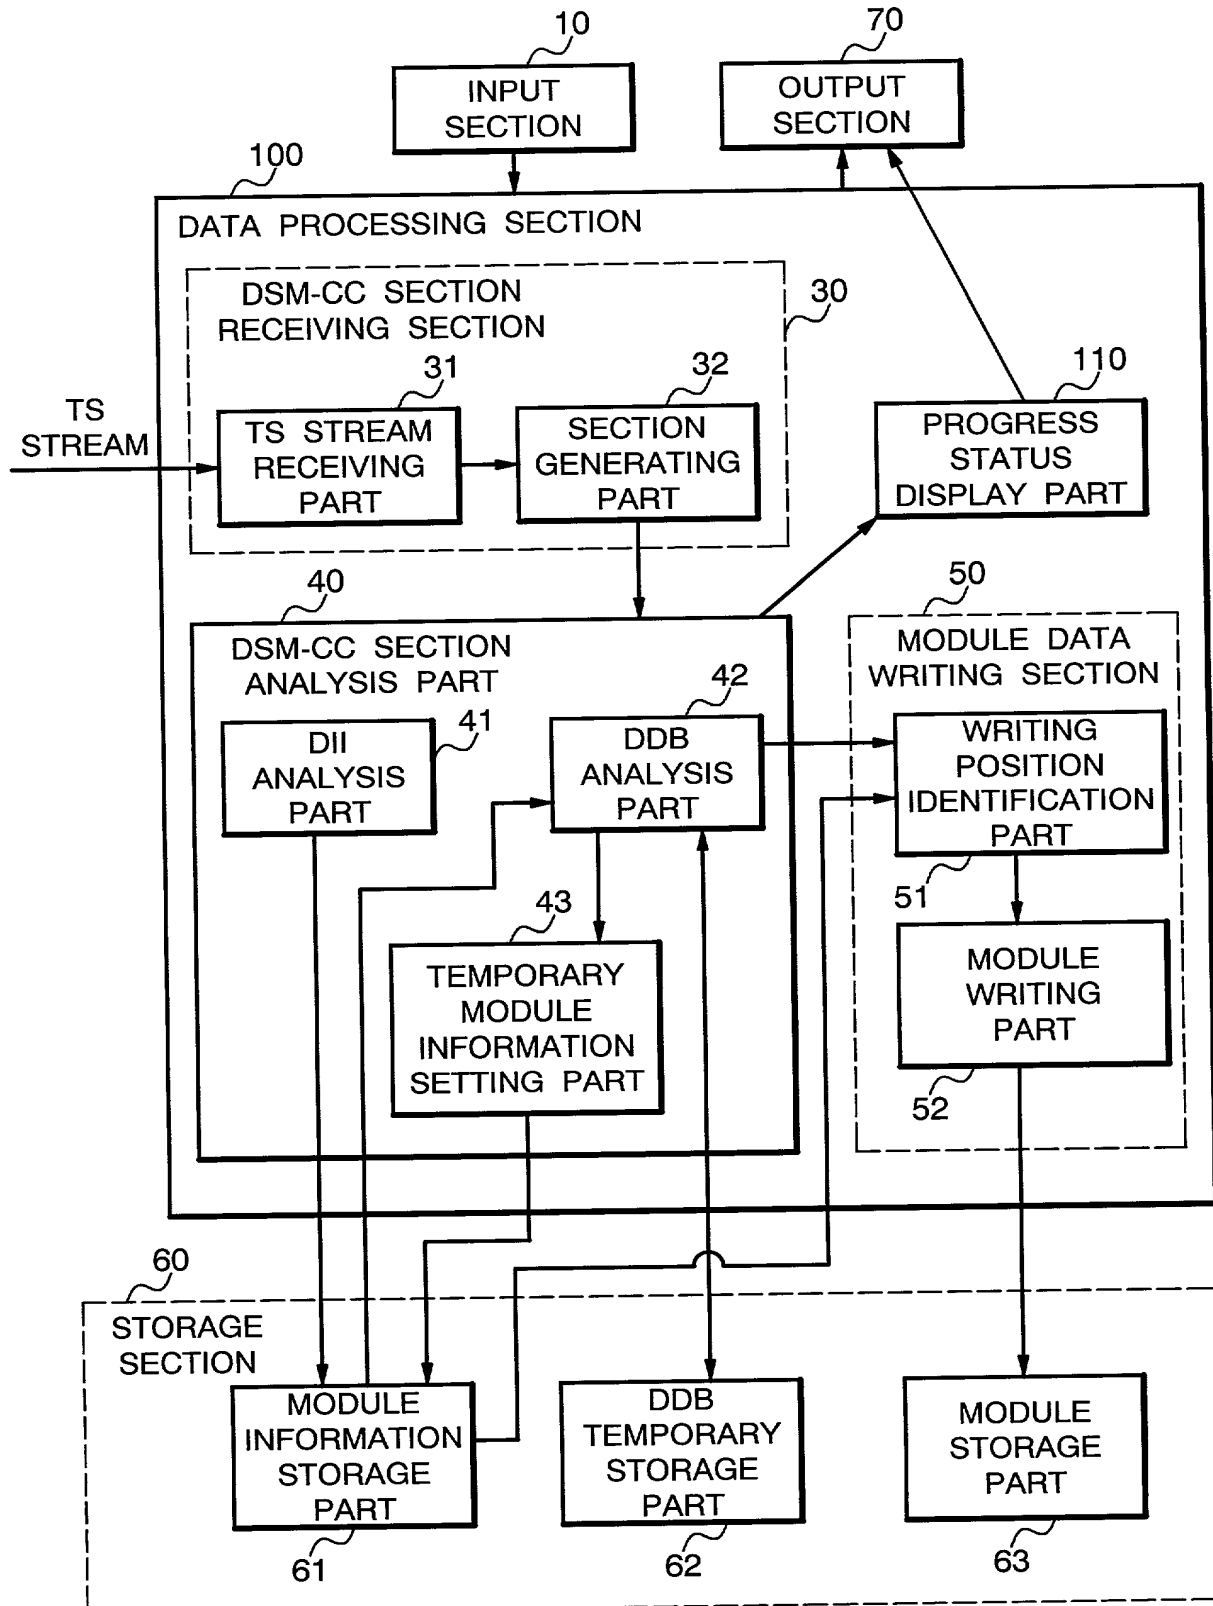 10
70
INPUT
SECTION
OUTPUT
SECTION
100
DATA PROCESSING SECTION
DSM-CC SECTION
RECEIVING SECTION
30
31
32
110
TS
STREAM
TS STREAM
RECEIVING
PART
SECTION
GENERATING
PART
PROGRESS
STATUS
DISPLAY PART
40
50
DSM-CC SECTION
ANALYSIS PART
MODULE DATA
WRITING SECTION
41
42
DII
ANALYSIS
PART
DDB
ANALYSIS
PART
WRITING
POSITION
IDENTIFICATION
PART
51
43
TEMPORARY
MODULE
INFORMATION
SETTING PART
MODULE
WRITING
PART
52
60
STORAGE
SECTION
MODULE
INFORMATION
STORAGE
PART
DDB
TEMPORARY
STORAGE
PART
MODULE
STORAGE
PART
61
62
63